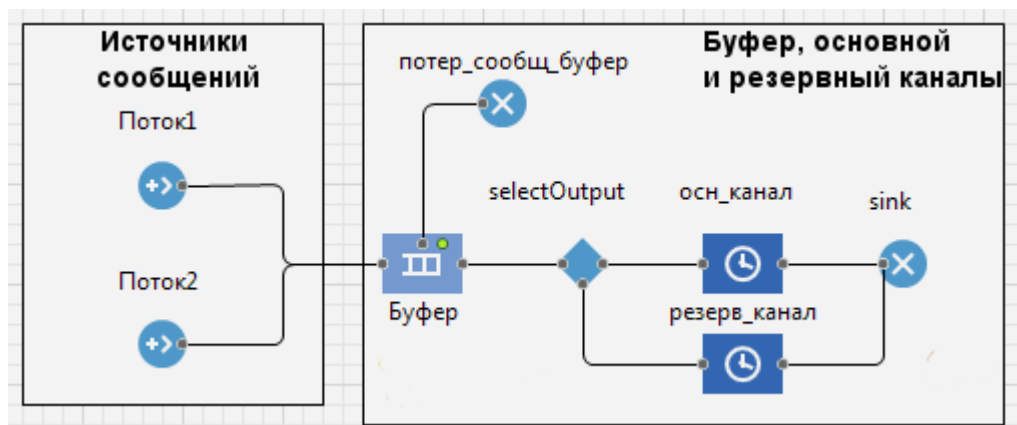 Источники
сообщений
Поток1
Поток2
Буфер, основной
и резервный каналы
потер_сообщ_буфер
selectOutput
осн_канал
sink
Буфер
резерв_канал